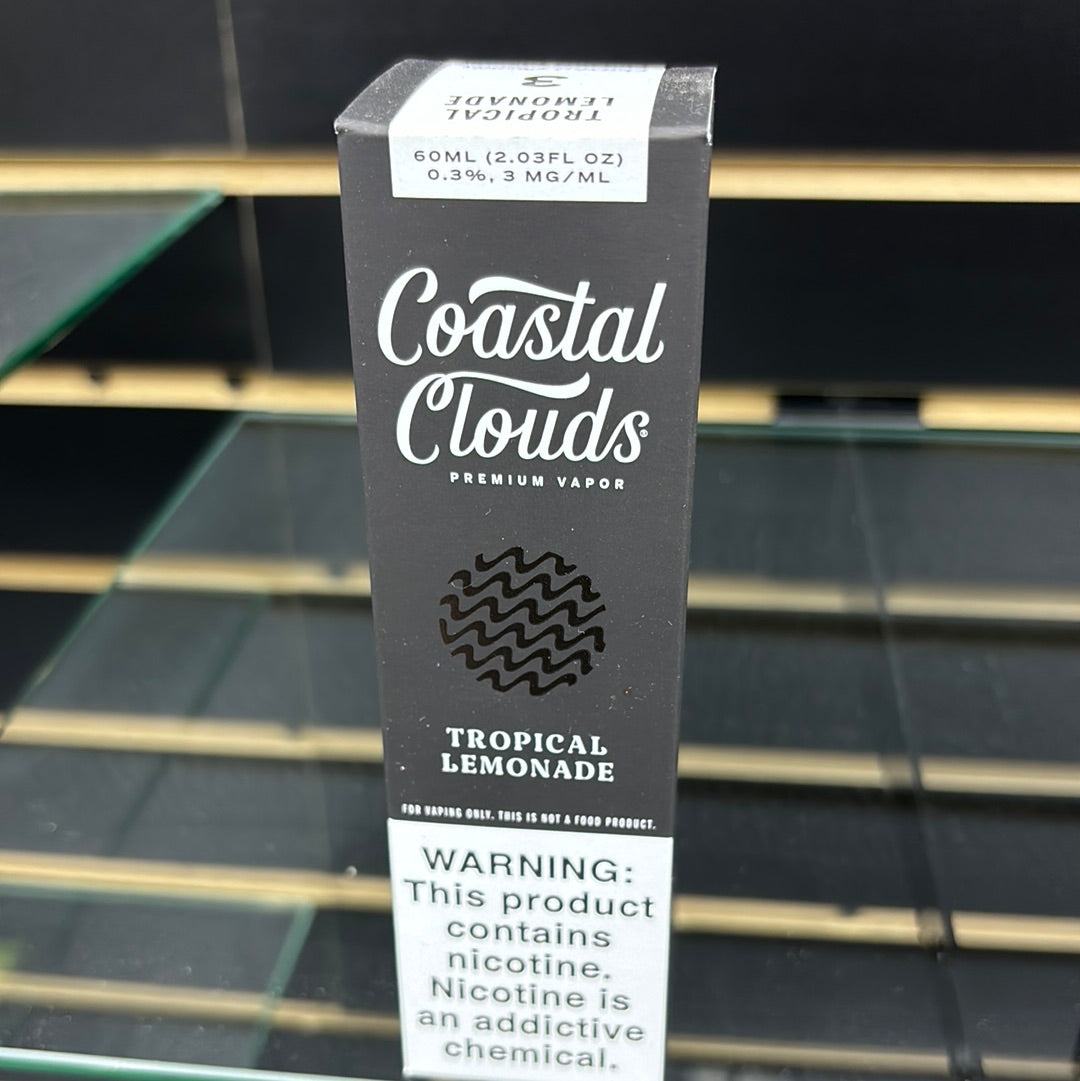 3
TROPICAL
LEMONADE
60ML (2.03FL OZ)
0.3%, 3 MG/ML
Coastal
Clouds®
PREMIUM VAPOR
TROPICAL
LEMONADE
FOR VAPING ONLY. THIS IS NOT A FOOD PRODUCT.
WARNING:
This product
contains
nicotine.
Nicotine is
an addictive
chemical.